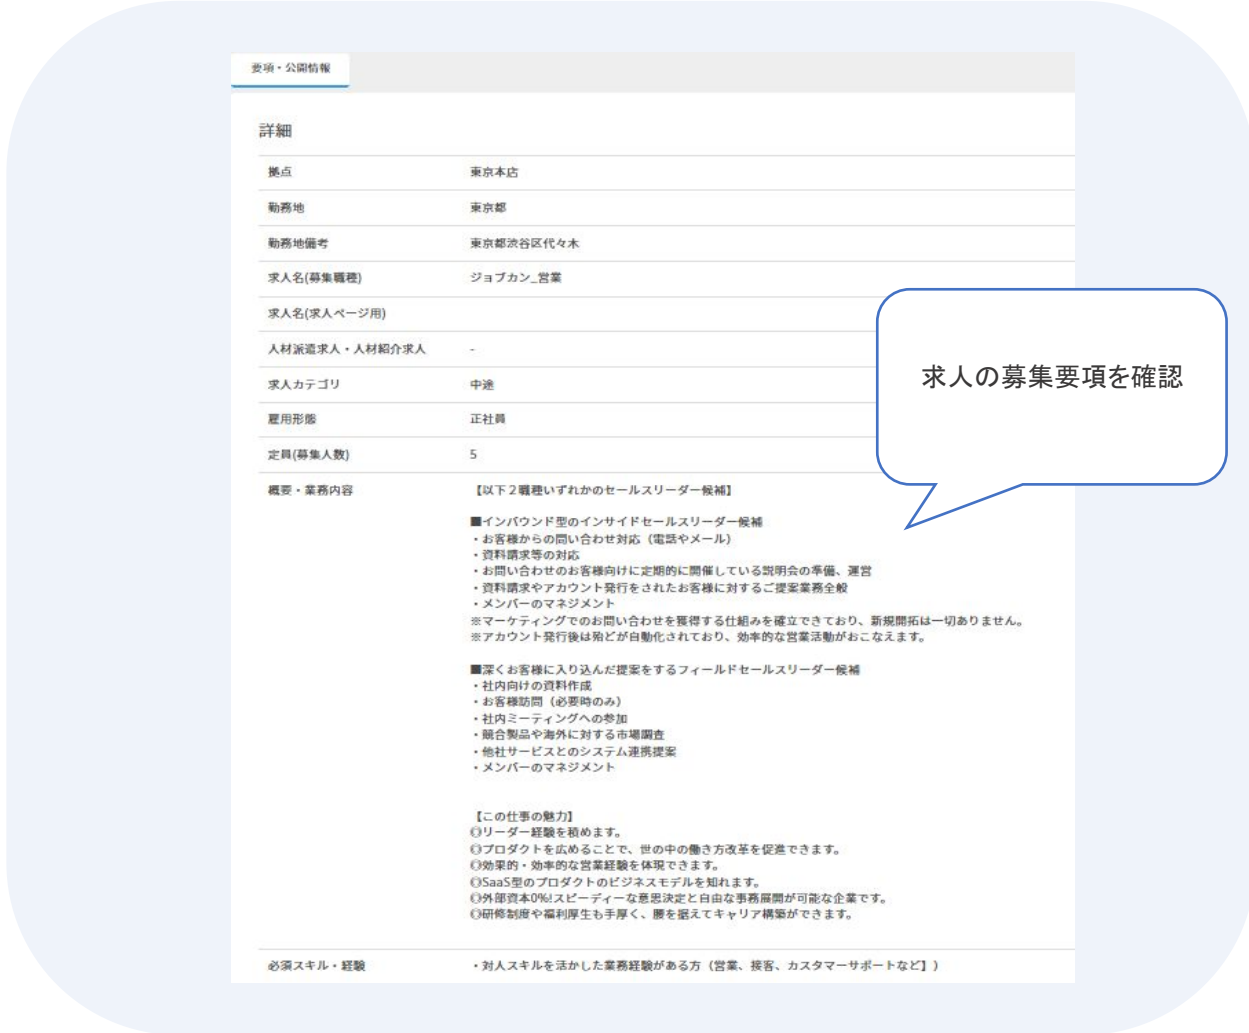 要項・公開情報
詳細
拠点 東京本店
勤務地 東京都
勤務地備考 東京都渋谷区代々木
求人名(募集職種) ジョブカン_営業
求人名(求人ページ用)
人材派遣求人・人材紹介求人 -
求人カテゴリ 中途
雇用形態 正社員
定員(募集人数) 5
概要・業務内容 【以下２職種いずれかのセールスリーダー候補】
■インバウンド型のインサイドセールスリーダー候補
・お客様からの問い合わせ対応（電話やメール）
・資料請求等の対応
・お問い合わせのお客様向けに定期的に開催している説明会の準備、運営
・資料請求やアカウント発行をされたお客様に対するご提案業務全般
・メンバーのマネジメント
※マーケティングでのお問い合わせを獲得する仕組みを確立できており、新規開拓は一切ありません。
※アカウント発行後は殆どが自動化されており、効率的な営業活動がおこなえます。
■深くお客様に入り込んだ提案をするフィールドセールスリーダー候補
・社内向けの資料作成
・お客様訪問（必要時のみ）
・社内ミーティングへの参加
・競合製品や海外に対する市場調査
・他社サービスとのシステム連携提案
・メンバーのマネジメント
【この仕事の魅力】
◎リーダー経験を積めます。
◎プロダクトを広めることで、世の中の働き方改革を促進できます。
◎効果的・効率的な営業経験を体現できます。
◎SaaS型のプロダクトのビジネスモデルを知れます。
◎外部資本0%!スピーディーな意思決定と自由な事務展開が可能な企業です。
◎研修制度や福利厚生も手厚く、腰を据えてキャリア構築ができます。
必須スキル・経験 ・対人スキルを活かした業務経験がある方（営業、接客、カスタマーサポートなど】）
求人の募集要項を確認